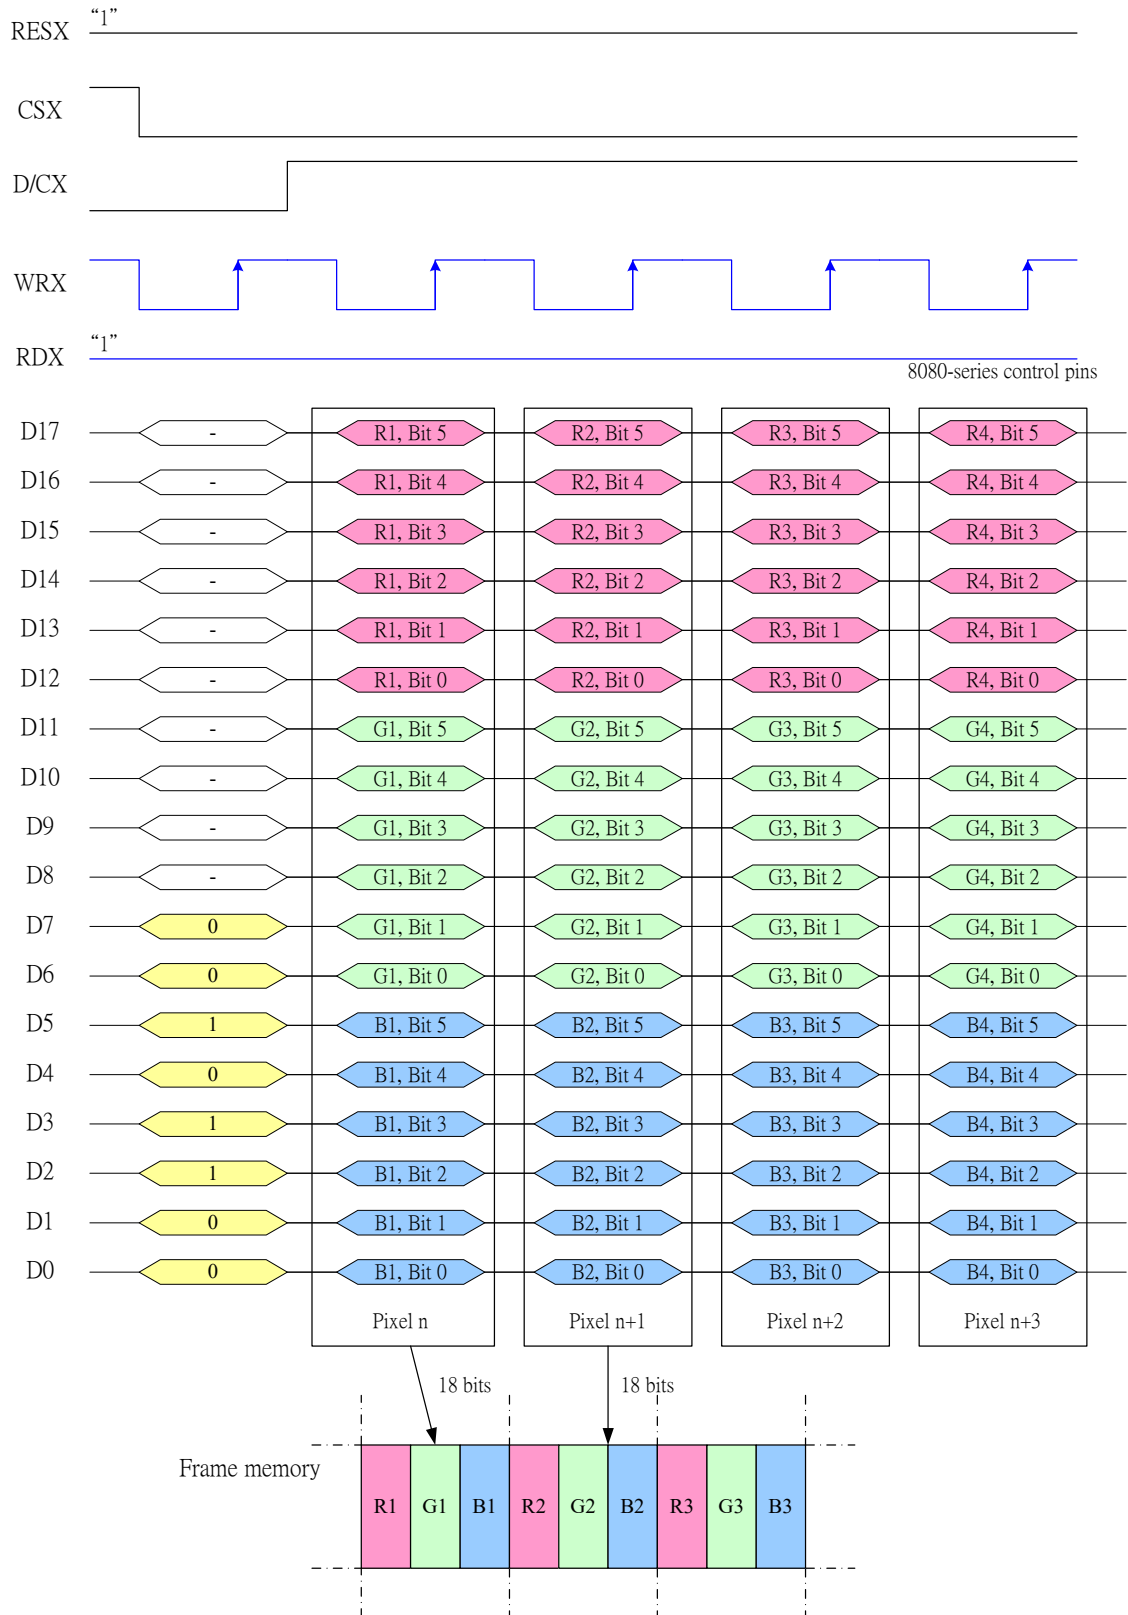 RESX “1”
CSX
D/CX
WRX
RDX “1”
8080-series control pins
D17 - R1, Bit 5 R2, Bit 5 R3, Bit 5 R4, Bit 5
D16 - R1, Bit 4 R2, Bit 4 R3, Bit 4 R4, Bit 4
D15 - R1, Bit 3 R2, Bit 3 R3, Bit 3 R4, Bit 3
D14 - R1, Bit 2 R2, Bit 2 R3, Bit 2 R4, Bit 2
D13 - R1, Bit 1 R2, Bit 1 R3, Bit 1 R4, Bit 1
D12 - R1, Bit 0 R2, Bit 0 R3, Bit 0 R4, Bit 0
D11 - G1, Bit 5 G2, Bit 5 G3, Bit 5 G4, Bit 5
D10 - G1, Bit 4 G2, Bit 4 G3, Bit 4 G4, Bit 4
D9 - G1, Bit 3 G2, Bit 3 G3, Bit 3 G4, Bit 3
D8 - G1, Bit 2 G2, Bit 2 G3, Bit 2 G4, Bit 2
D7 0 G1, Bit 1 G2, Bit 1 G3, Bit 1 G4, Bit 1
D6 0 G1, Bit 0 G2, Bit 0 G3, Bit 0 G4, Bit 0
D5 1 B1, Bit 5 B2, Bit 5 B3, Bit 5 B4, Bit 5
D4 0 B1, Bit 4 B2, Bit 4 B3, Bit 4 B4, Bit 4
D3 1 B1, Bit 3 B2, Bit 3 B3, Bit 3 B4, Bit 3
D2 1 B1, Bit 2 B2, Bit 2 B3, Bit 2 B4, Bit 2
D1 0 B1, Bit 1 B2, Bit 1 B3, Bit 1 B4, Bit 1
D0 0 B1, Bit 0 B2, Bit 0 B3, Bit 0 B4, Bit 0
Pixel n Pixel n+1 Pixel n+2 Pixel n+3
18 bits 18 bits
Frame memory
R1 G1 B1 R2 G2 B2 R3 G3 B3